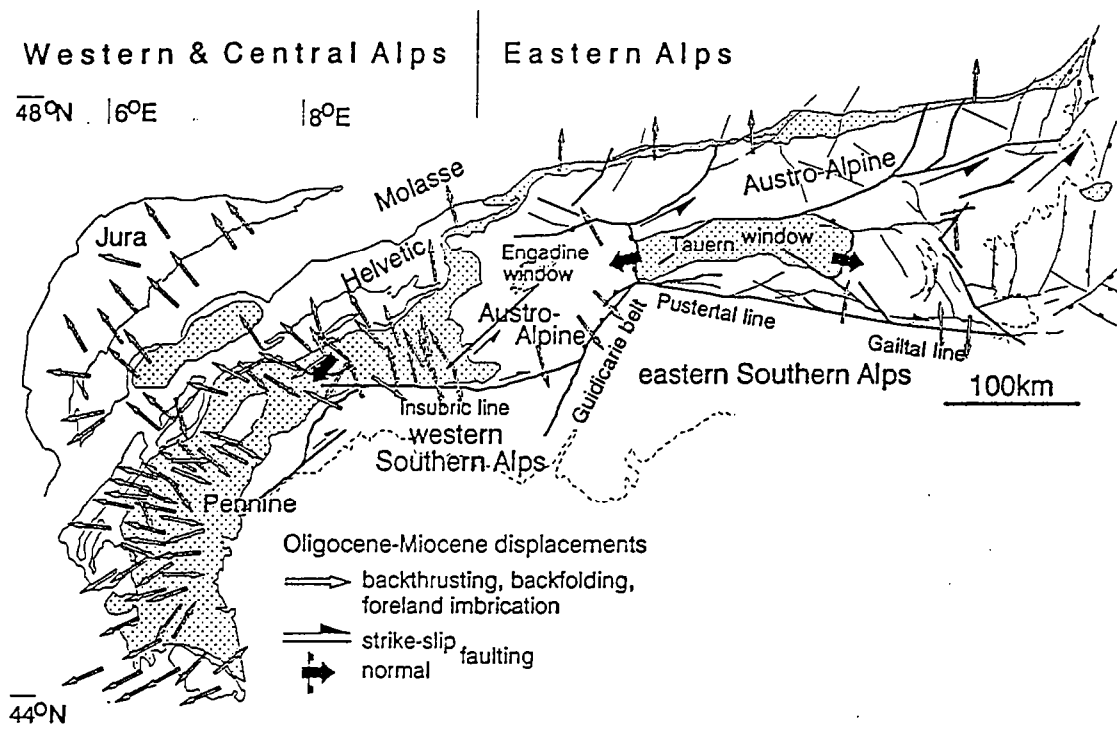 Western & Central Alps
Eastern Alps
48°N
6°E
8°E
Molasse
Jura
Helvetic
Austro-Alpine
Engadine
window
Tauern window
Austro-
Alpine
Pustertal line
Giudicarie belt
Gailtal line
eastern Southern Alps
100km
Insubric line
western
Southern Alps
Pennine
Oligocene-Miocene displacements
backthrusting, backfolding,
foreland imbrication
strike-slip
faulting
normal
44°N